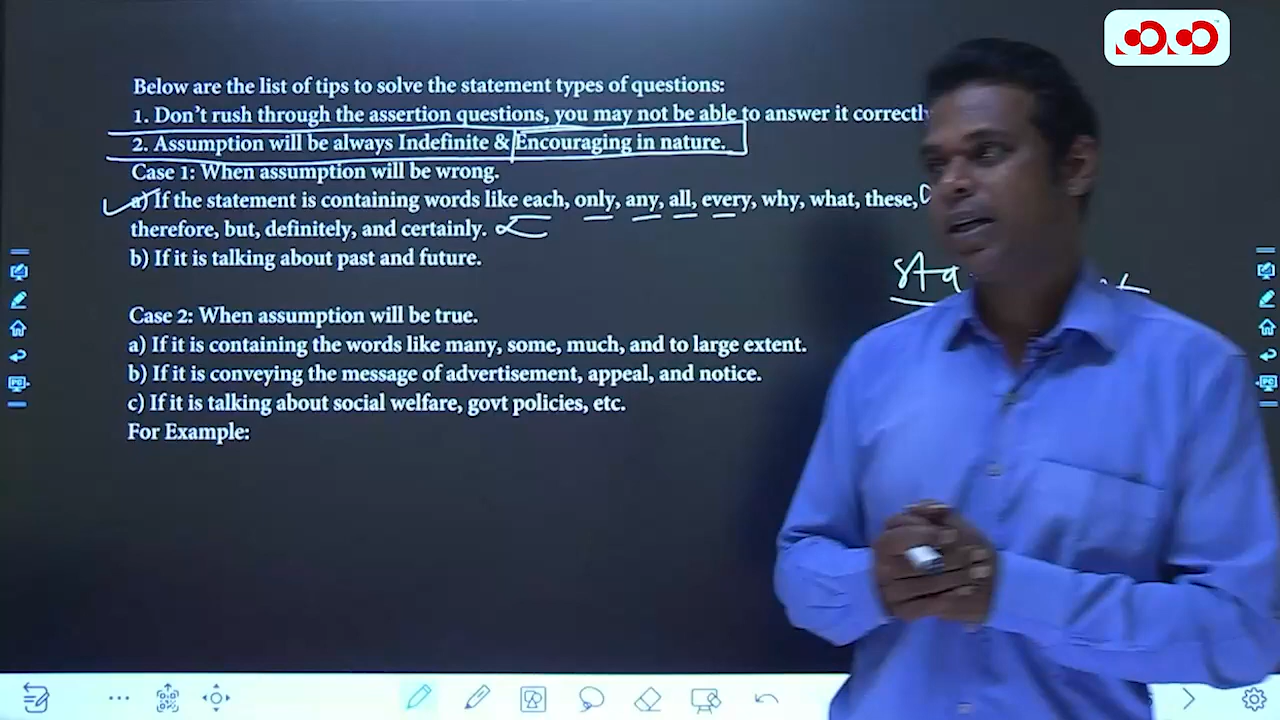 Below are the list of tips to solve the statement types of questions:
1. Don't rush through the assertion questions, you may not be able to answer it correctly
2. Assumption will be always Indefinite & Encouraging in nature.
Case 1: When assumption will be wrong.
a) If the statement is containing words like each, only, any, all, every, why, what, these,
therefore, but, definitely, and certainly.
b) If it is talking about past and future.
Case 2: When assumption will be true.
a) If it is containing the words like many, some, much, and to large extent.
b) If it is conveying the message of advertisement, appeal, and notice.
c) If it is talking about social welfare, govt policies, etc.
For Example: